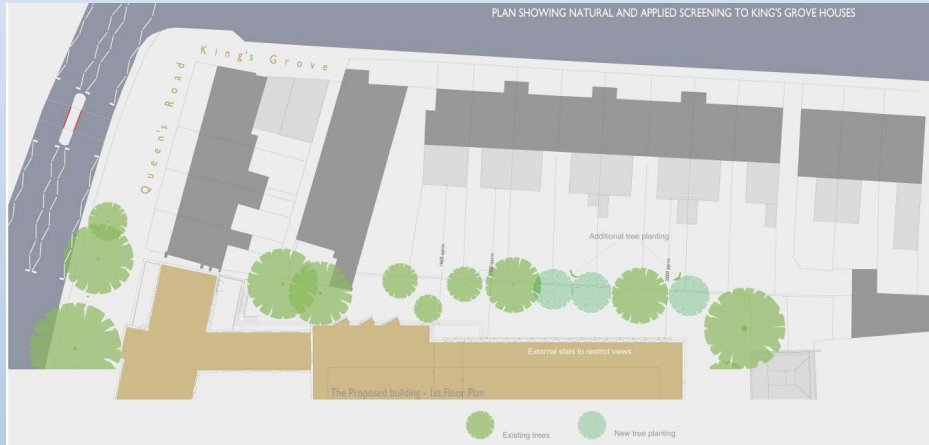 PLAN SHOWING NATURAL AND APPLIED SCREENING TO KING'S GROVE HOUSES
King's Grove
Queen's Road
Additional tree planting
External slats to restrict views
The Proposed building - 1st Floor Plan
Existing trees
New tree planting